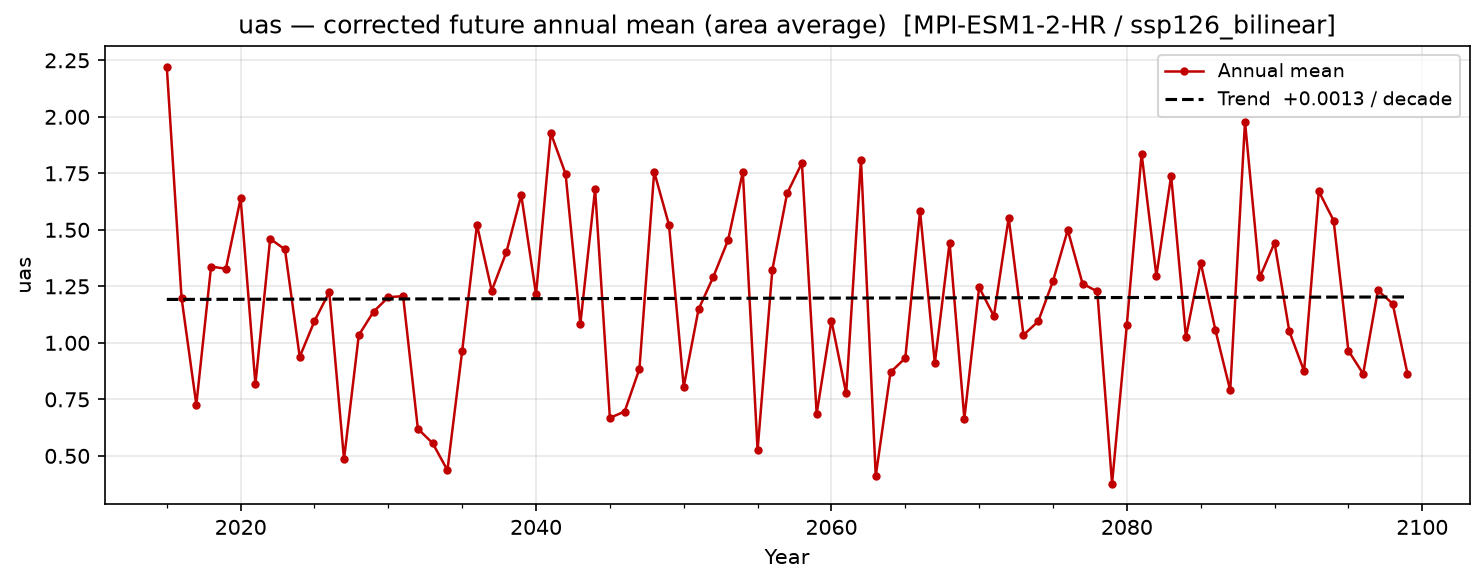 uas — corrected future annual mean (area average)  [MPI-ESM1-2-HR / ssp126_bilinear]
Annual mean
Trend  +0.0013 / decade
2.25
2.00
1.75
1.50
1.25
1.00
0.75
0.50
uas
2020
2040
2060
2080
2100
Year